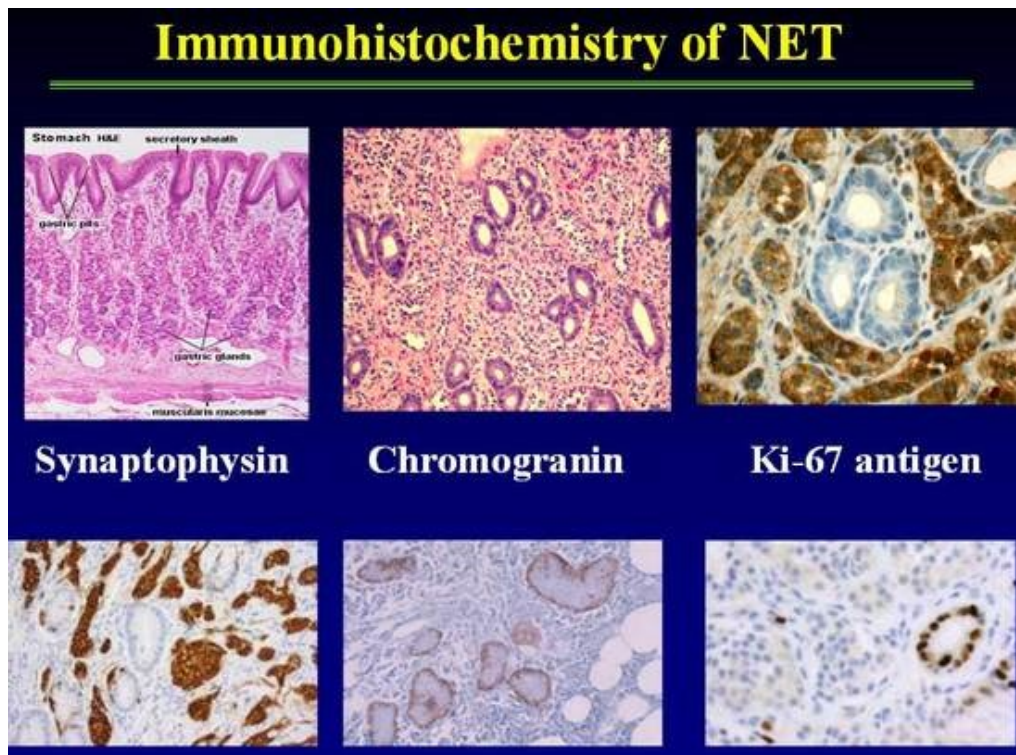 Immunohistochemistry of NET
Stomach H&E
secretory sheath
gastric pits
gastric glands
muscularis mucosae
Synaptophysin
Chromogranin
Ki-67 antigen